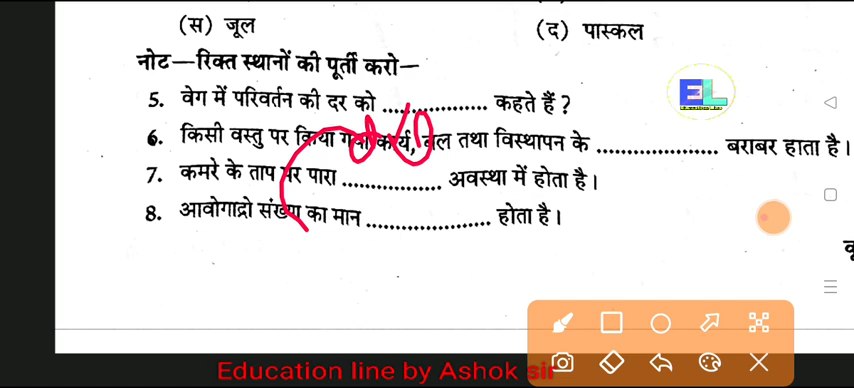 (स) जूल (द) पास्कल
नोट—रिक्त स्थानों की पूर्ती करो—
5. वेग में परिवर्तन की दर को .................. कहते हैं ?
6. किसी वस्तु पर किया गया कार्य, बल तथा विस्थापन के .................. बराबर हाता है।
7. कमरे के ताप पर पारा .................. अवस्था में होता है।
8. आवोगाद्रो संख्या का मान .................. होता है।
EL
Education line by Ashok sir